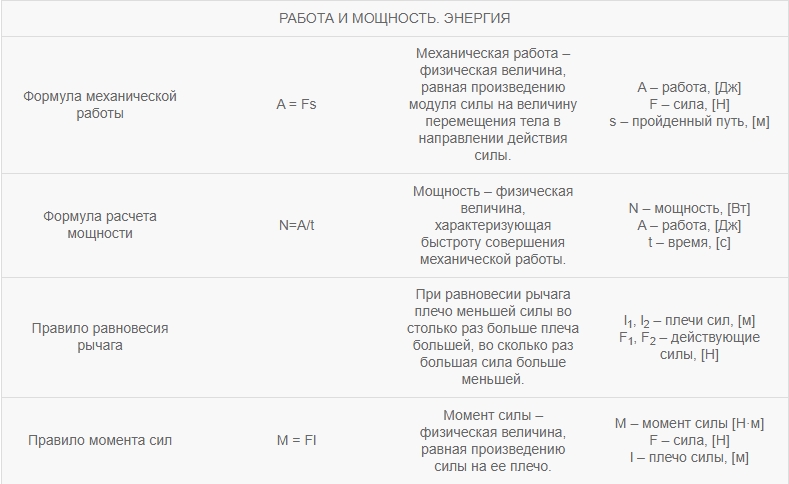 РАБОТА И МОЩНОСТЬ. ЭНЕРГИЯ
Формула механической
работы
A = Fs
Механическая работа –
физическая величина,
равная произведению
модуля силы на величину
перемещения тела в
направлении действия
силы.
A – работа, [Дж]
F – сила, [Н]
s – пройденный путь, [м]
Формула расчета
мощности
N=A/t
Мощность – физическая
величина,
характеризующая
быстроту совершения
механической работы.
N – мощность, [Вт]
A – работа, [Дж]
t – время, [с]
Правило равновесия
рычага
При равновесии рычага
плечо меньшей силы во
столько раз больше плеча
большей, во сколько раз
большая сила больше
меньшей.
l₁, l₂ – плечи сил, [м]
F₁, F₂ – действующие
силы, [Н]
Правило момента сил
M = Fl
Момент силы –
физическая величина,
равная произведению
силы на ее плечо.
M – момент силы [Н·м]
F – сила, [Н]
l – плечо силы, [м]